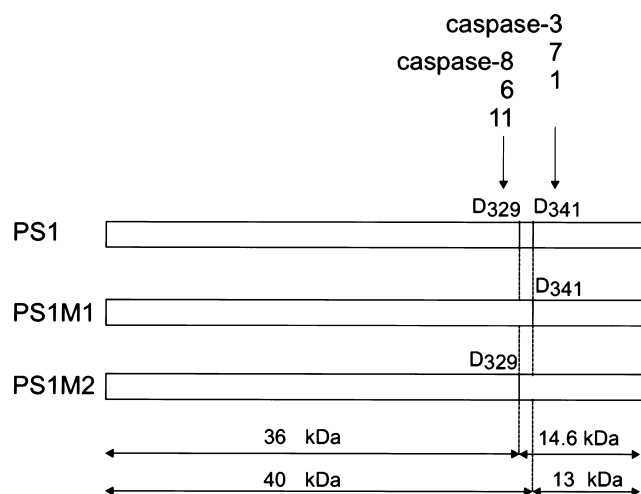 caspase-3
7
1
caspase-8
6
11
D329 D341
PS1
D341
PS1M1
D329
PS1M2
36 kDa 14.6 kDa
40 kDa 13 kDa